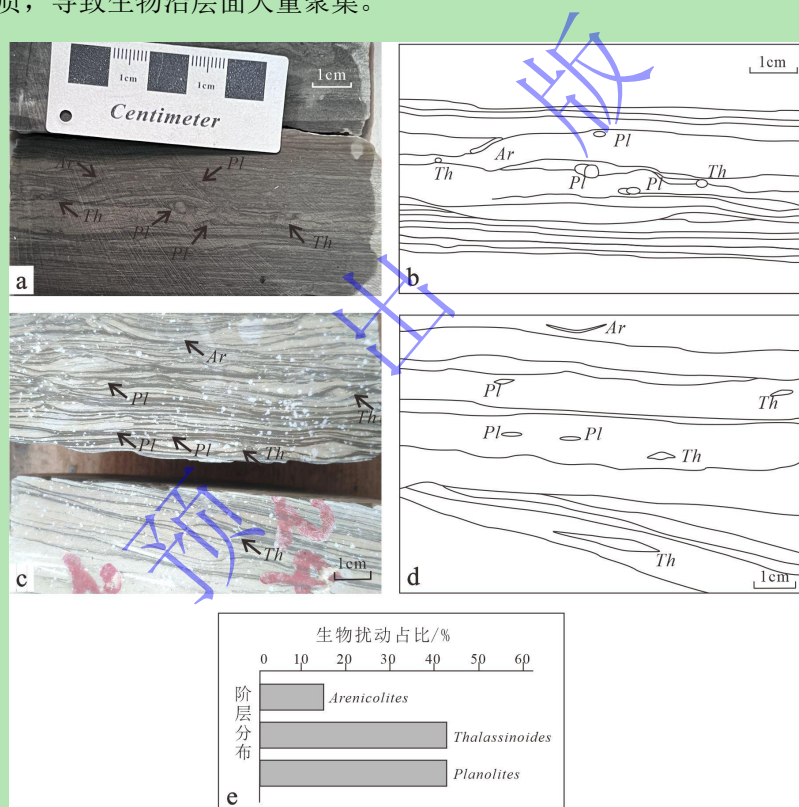 质，导致生物沿层面大量聚集。
1cm
1cm
1cm
Centimeter
Ar
Pl
Th
Pl
Pl
Th
a
1cm
Pl
Ar
Th
Th
Pl
Pl
b
Ar
Pl
Th
Pl
Pl
Th
Th
1cm
c
Ar
Pl
Th
Pl
Pl
Th
Th
1cm
d
预出版
生物扰动占比/%
0 10 20 30 40 50 60
阶层分布
Arenicolites
Thalassinoides
Planolites
e